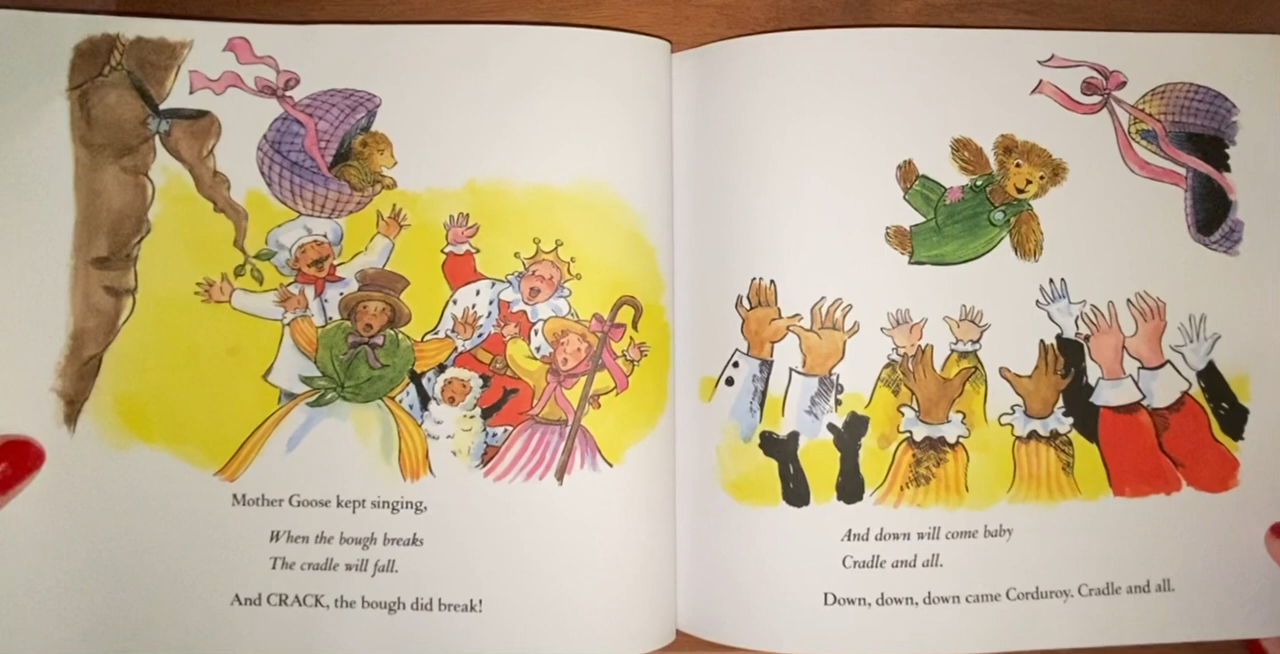 Mother Goose kept singing,
When the bough breaks
The cradle will fall.
And CRACK, the bough did break!
And down will come baby
Cradle and all.
Down, down, down came Corduroy. Cradle and all.